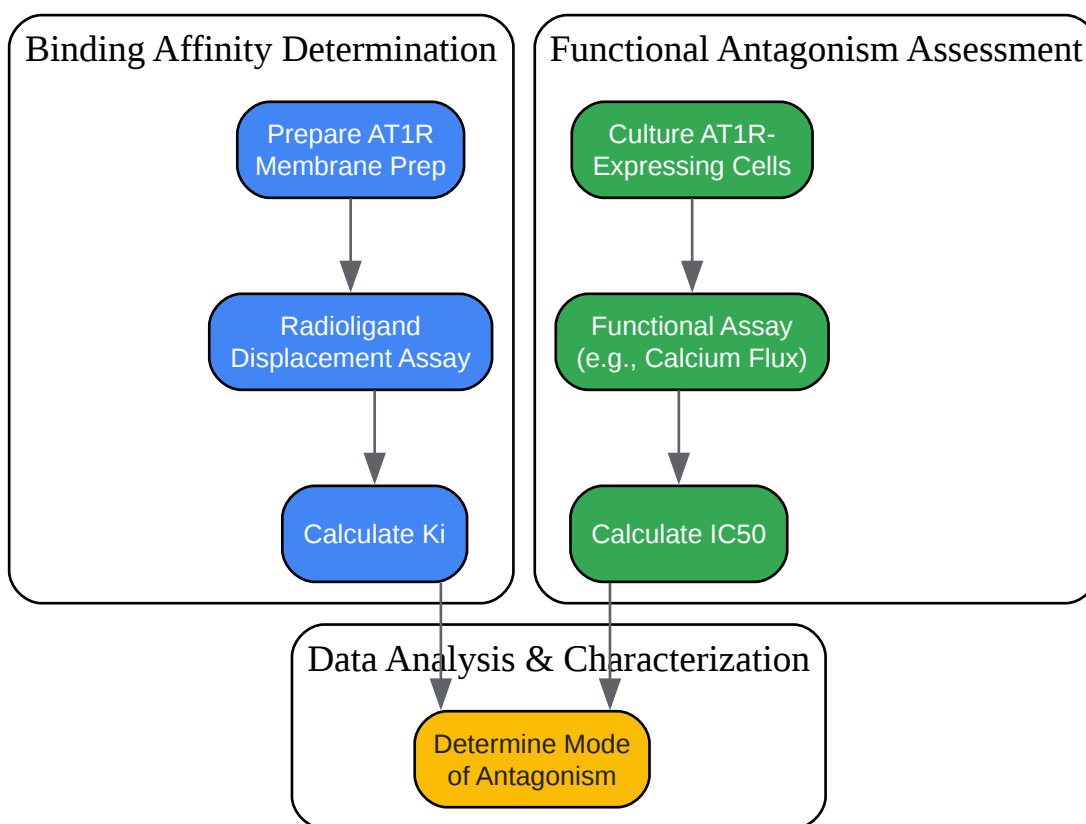 Binding Affinity Determination
Prepare AT1R
Membrane Prep
Radioligand
Displacement Assay
Calculate Ki
Functional Antagonism Assessment
Culture AT1R-
Expressing Cells
Functional Assay
(e.g., Calcium Flux)
Calculate IC50
Data Analysis & Characterization
Determine Mode
of Antagonism